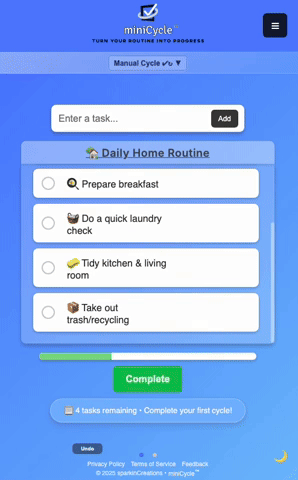 miniCycle™
TURN YOUR ROUTINE INTO PROGRESS
Manual Cycle ✔↻ ▼
Enter a task...
Add
🏡 Daily Home Routine
🍳 Prepare breakfast
🧺 Do a quick laundry
check
🧽 Tidy kitchen & living
room
📦 Take out
trash/recycling
Complete
📋 4 tasks remaining • Complete your first cycle!
Undo
Privacy Policy Terms of Service Feedback
© 2025 sparkinCreations • miniCycle™